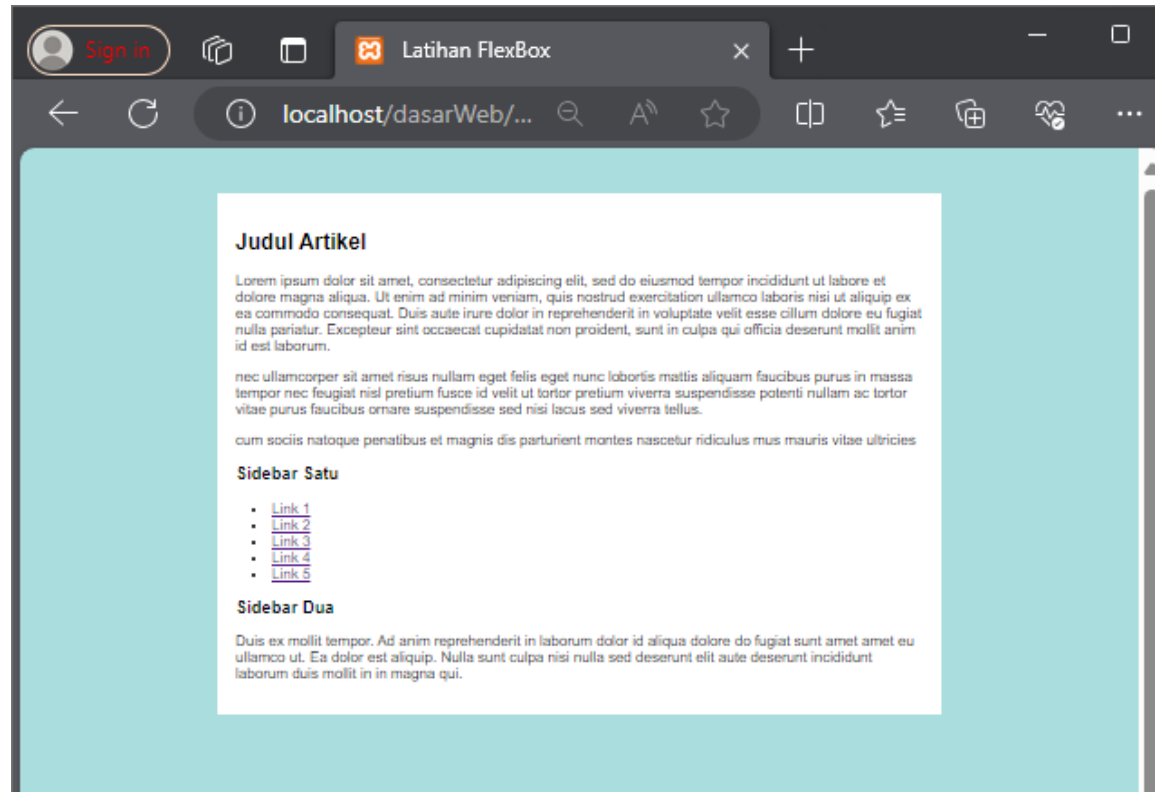 Sign in
Latihan FlexBox
localhost/dasarWeb/...
Judul Artikel
Lorem ipsum dolor sit amet, consectetur adipiscing elit, sed do eiusmod tempor incididunt ut labore et
dolore magna aliqua. Ut enim ad minim veniam, quis nostrud exercitation ullamco laboris nisi ut aliquip ex
ea commodo consequat. Duis aute irure dolor in reprehenderit in voluptate velit esse cillum dolore eu fugiat
nulla pariatur. Excepteur sint occaecat cupidatat non proident, sunt in culpa qui officia deserunt mollit anim
id est laborum.
nec ullamcorper sit amet risus nullam eget felis eget nunc lobortis mattis aliquam faucibus purus in massa
tempor nec feugiat nisl pretium fusce id velit ut tortor pretium viverra suspendisse potenti nullam ac tortor
vitae purus faucibus ornare suspendisse sed nisi lacus sed viverra tellus.
cum sociis natoque penatibus et magnis dis parturient montes nascetur ridiculus mus mauris vitae ultricies
Sidebar Satu
Link 1
Link 2
Link 3
Link 4
Link 5
Sidebar Dua
Duis ex mollit tempor. Ad anim reprehenderit in laborum dolor id aliqua dolore do fugiat sunt amet amet eu
ullamco ut. Ea dolor est aliquip. Nulla sunt culpa nisi nulla sed deserunt elit aute deserunt incididunt
laborum duis mollit in in magna qui.